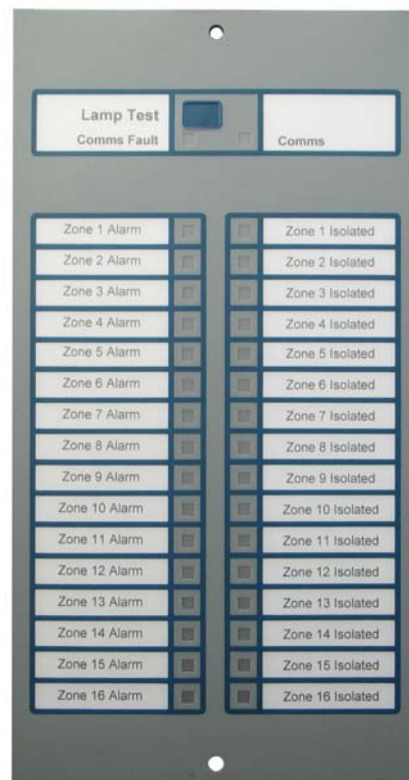 Lamp Test
Comms Fault Comms
Zone 1 Alarm Zone 1 Isolated
Zone 2 Alarm Zone 2 Isolated
Zone 3 Alarm Zone 3 Isolated
Zone 4 Alarm Zone 4 Isolated
Zone 5 Alarm Zone 5 Isolated
Zone 6 Alarm Zone 6 Isolated
Zone 7 Alarm Zone 7 Isolated
Zone 8 Alarm Zone 8 Isolated
Zone 9 Alarm Zone 9 Isolated
Zone 10 Alarm Zone 10 Isolated
Zone 11 Alarm Zone 11 Isolated
Zone 12 Alarm Zone 12 Isolated
Zone 13 Alarm Zone 13 Isolated
Zone 14 Alarm Zone 14 Isolated
Zone 15 Alarm Zone 15 Isolated
Zone 16 Alarm Zone 16 Isolated